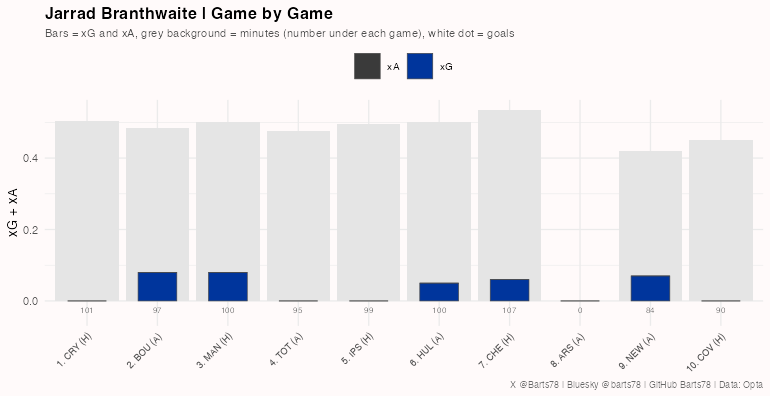 Jarrad Branthwaite | Game by Game
Bars = xG and xA, grey background = minutes (number under each game), white dot = goals
xA xG
xG + xA
0.4
0.2
0.0
101 97 100 95 99 100 107 0 84 90
1. CRY (H) 2. BOU (A) 3. MAN (H) 4. TOT (A) 5. IPS (H) 6. HUL (A) 7. CHE (H) 8. ARS (A) 9. NEW (A) 10. COV (H)
X @Barts78 | Bluesky @barts78 | GitHub Barts78 | Data: Opta